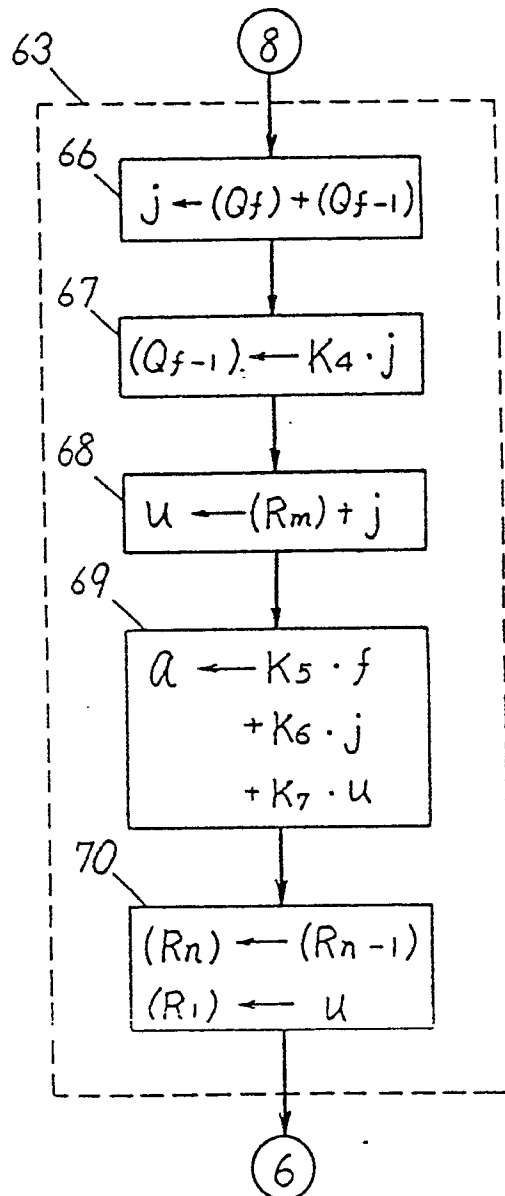 8
63
66
j ← (Qf) + (Qf-1)
67
(Qf-1) ← K4 · j
68
u ← (Rm) + j
69
a ← K5 · f
+ K6 · j
+ K7 · u
70
(Rn) ← (Rn-1)
(R1) ← u
6